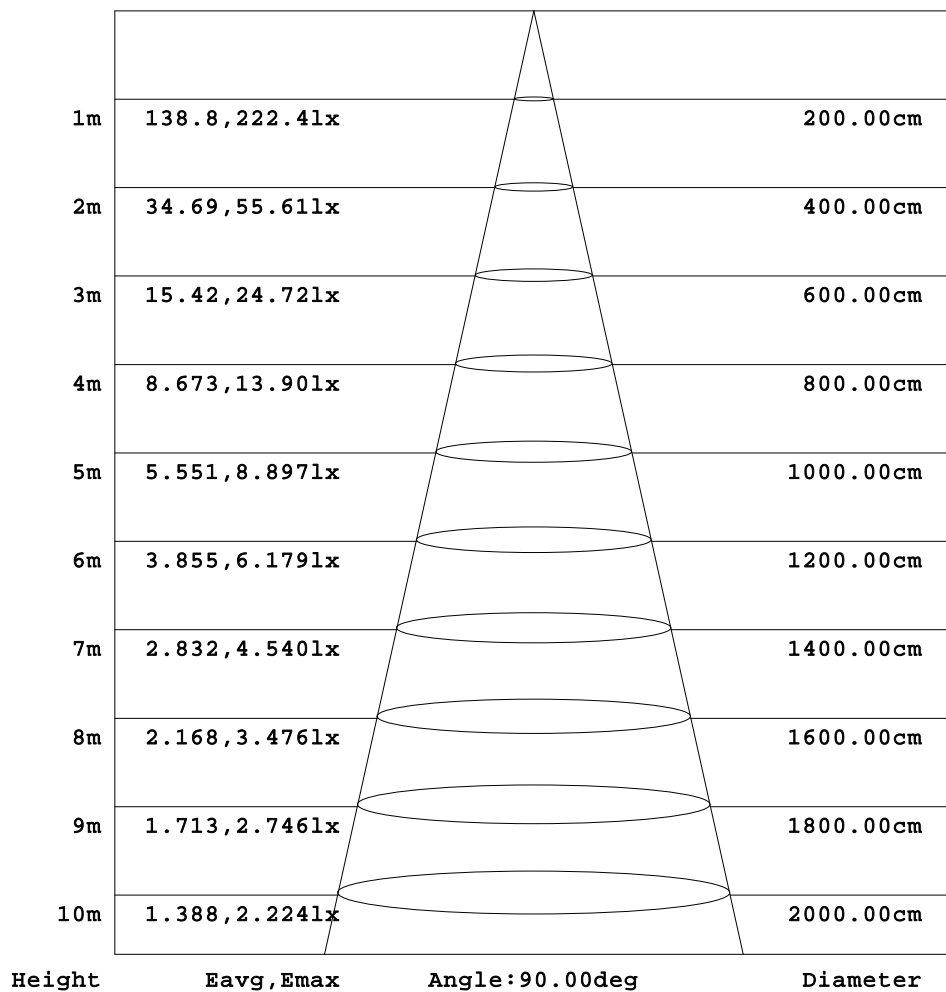 1m 138.8,222.4lx 200.00cm
2m 34.69,55.61lx 400.00cm
3m 15.42,24.72lx 600.00cm
4m 8.673,13.90lx 800.00cm
5m 5.551,8.897lx 1000.00cm
6m 3.855,6.179lx 1200.00cm
7m 2.832,4.540lx 1400.00cm
8m 2.168,3.476lx 1600.00cm
9m 1.713,2.746lx 1800.00cm
10m 1.388,2.224lx 2000.00cm
Height Eavg,Emax Angle:90.00deg Diameter